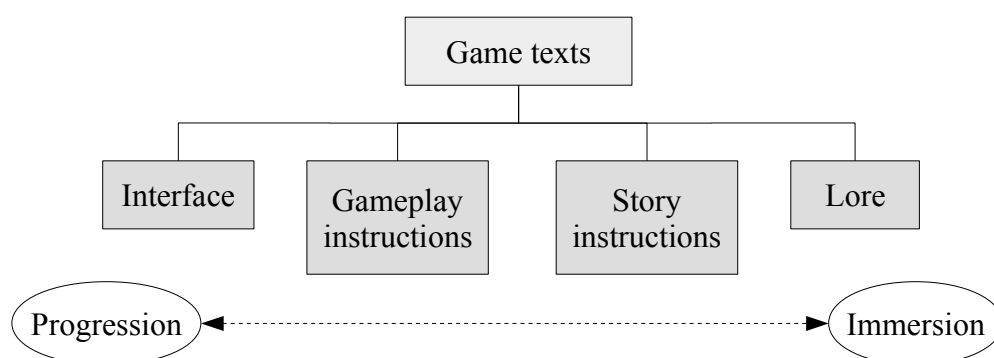 Game texts
Interface
Gameplay
instructions
Story
instructions
Lore
Progression
Immersion